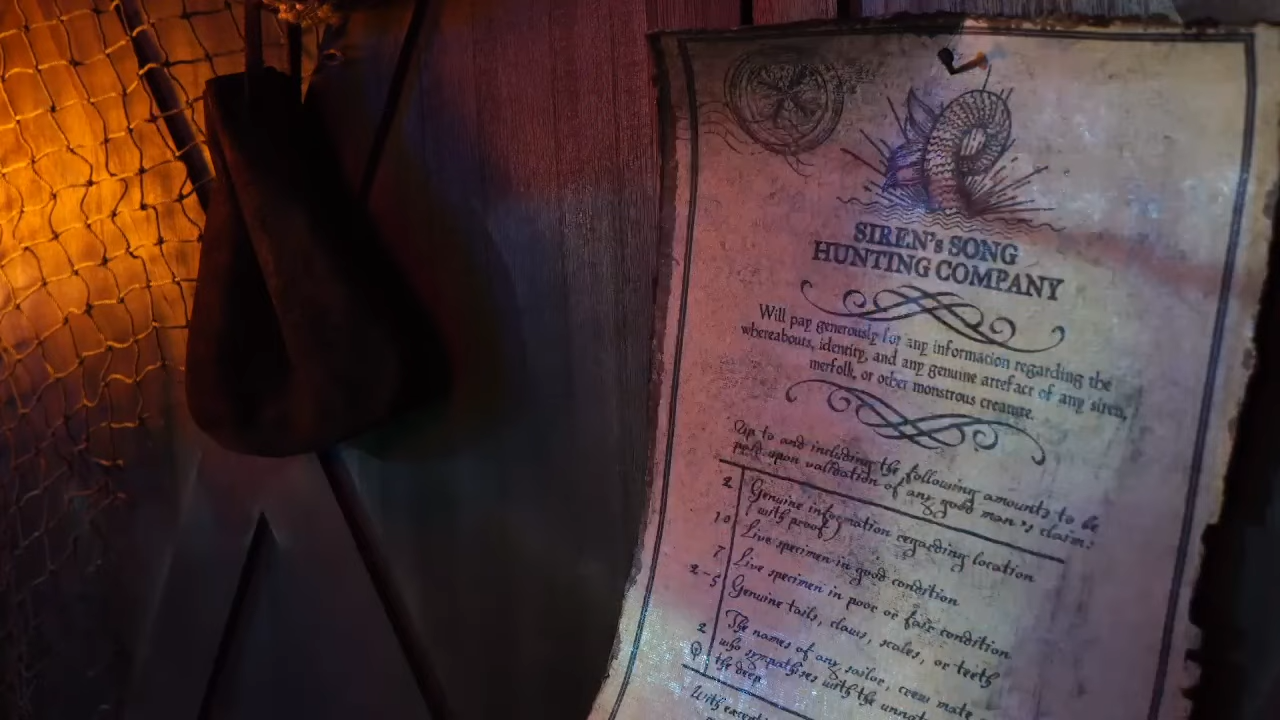 SIREN's SONG
HUNTING COMPANY
Will pay generously for any information regarding the
whereabouts, identity, and any genuine artefact of any siren,
merfolk, or other monstrous creature.
Up to and including the following amounts to be
paid upon validation of any good man's claim:
2 Genuine information regarding location
(with proof)
10 Live specimen in good condition
7 Live specimen in poor or fair condition
2-5 Genuine tails, claws, scales, or teeth
2 The names of any sailor, crew mate
who sympathises with the
the deep
With